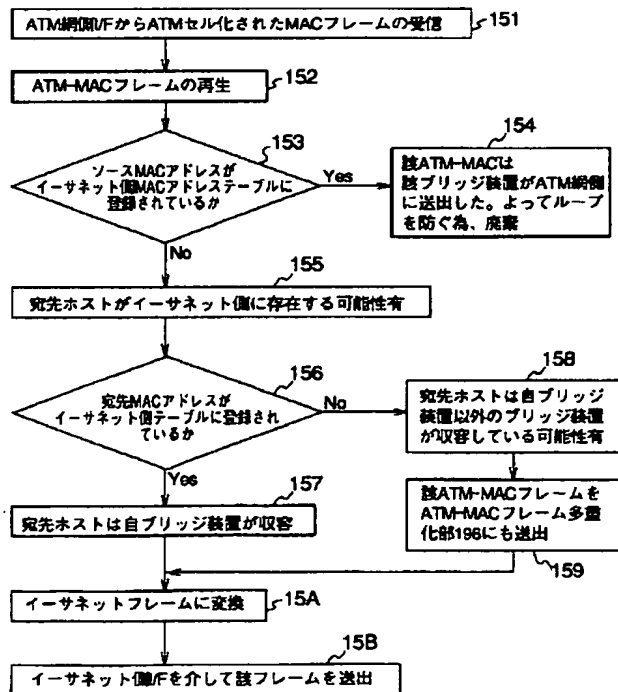 ATM網側I/FからATMセル化されたMACフレームの受信
151
ATM-MACフレームの再生
152
153
ソースMACアドレスが
イーサネット側MACアドレステーブルに
登録されているか
Yes
No
154
該ATM-MACは
該ブリッジ装置がATM網側
に送出した。よってループ
を防ぐ為、廃棄
155
宛先ホストがイーサネット側に存在する可能性有
156
宛先MACアドレスが
イーサネット側テーブルに登録され
ているか
No
Yes
158
宛先ホストは自ブリッジ
装置以外のブリッジ装置
が収容している可能性有
157
宛先ホストは自ブリッジ装置が収容
該ATM-MACフレームを
ATM-MACフレーム多重
化部196にも送出
159
イーサネットフレームに変換
15A
15B
イーサネット側I/Fを介して該フレームを送出